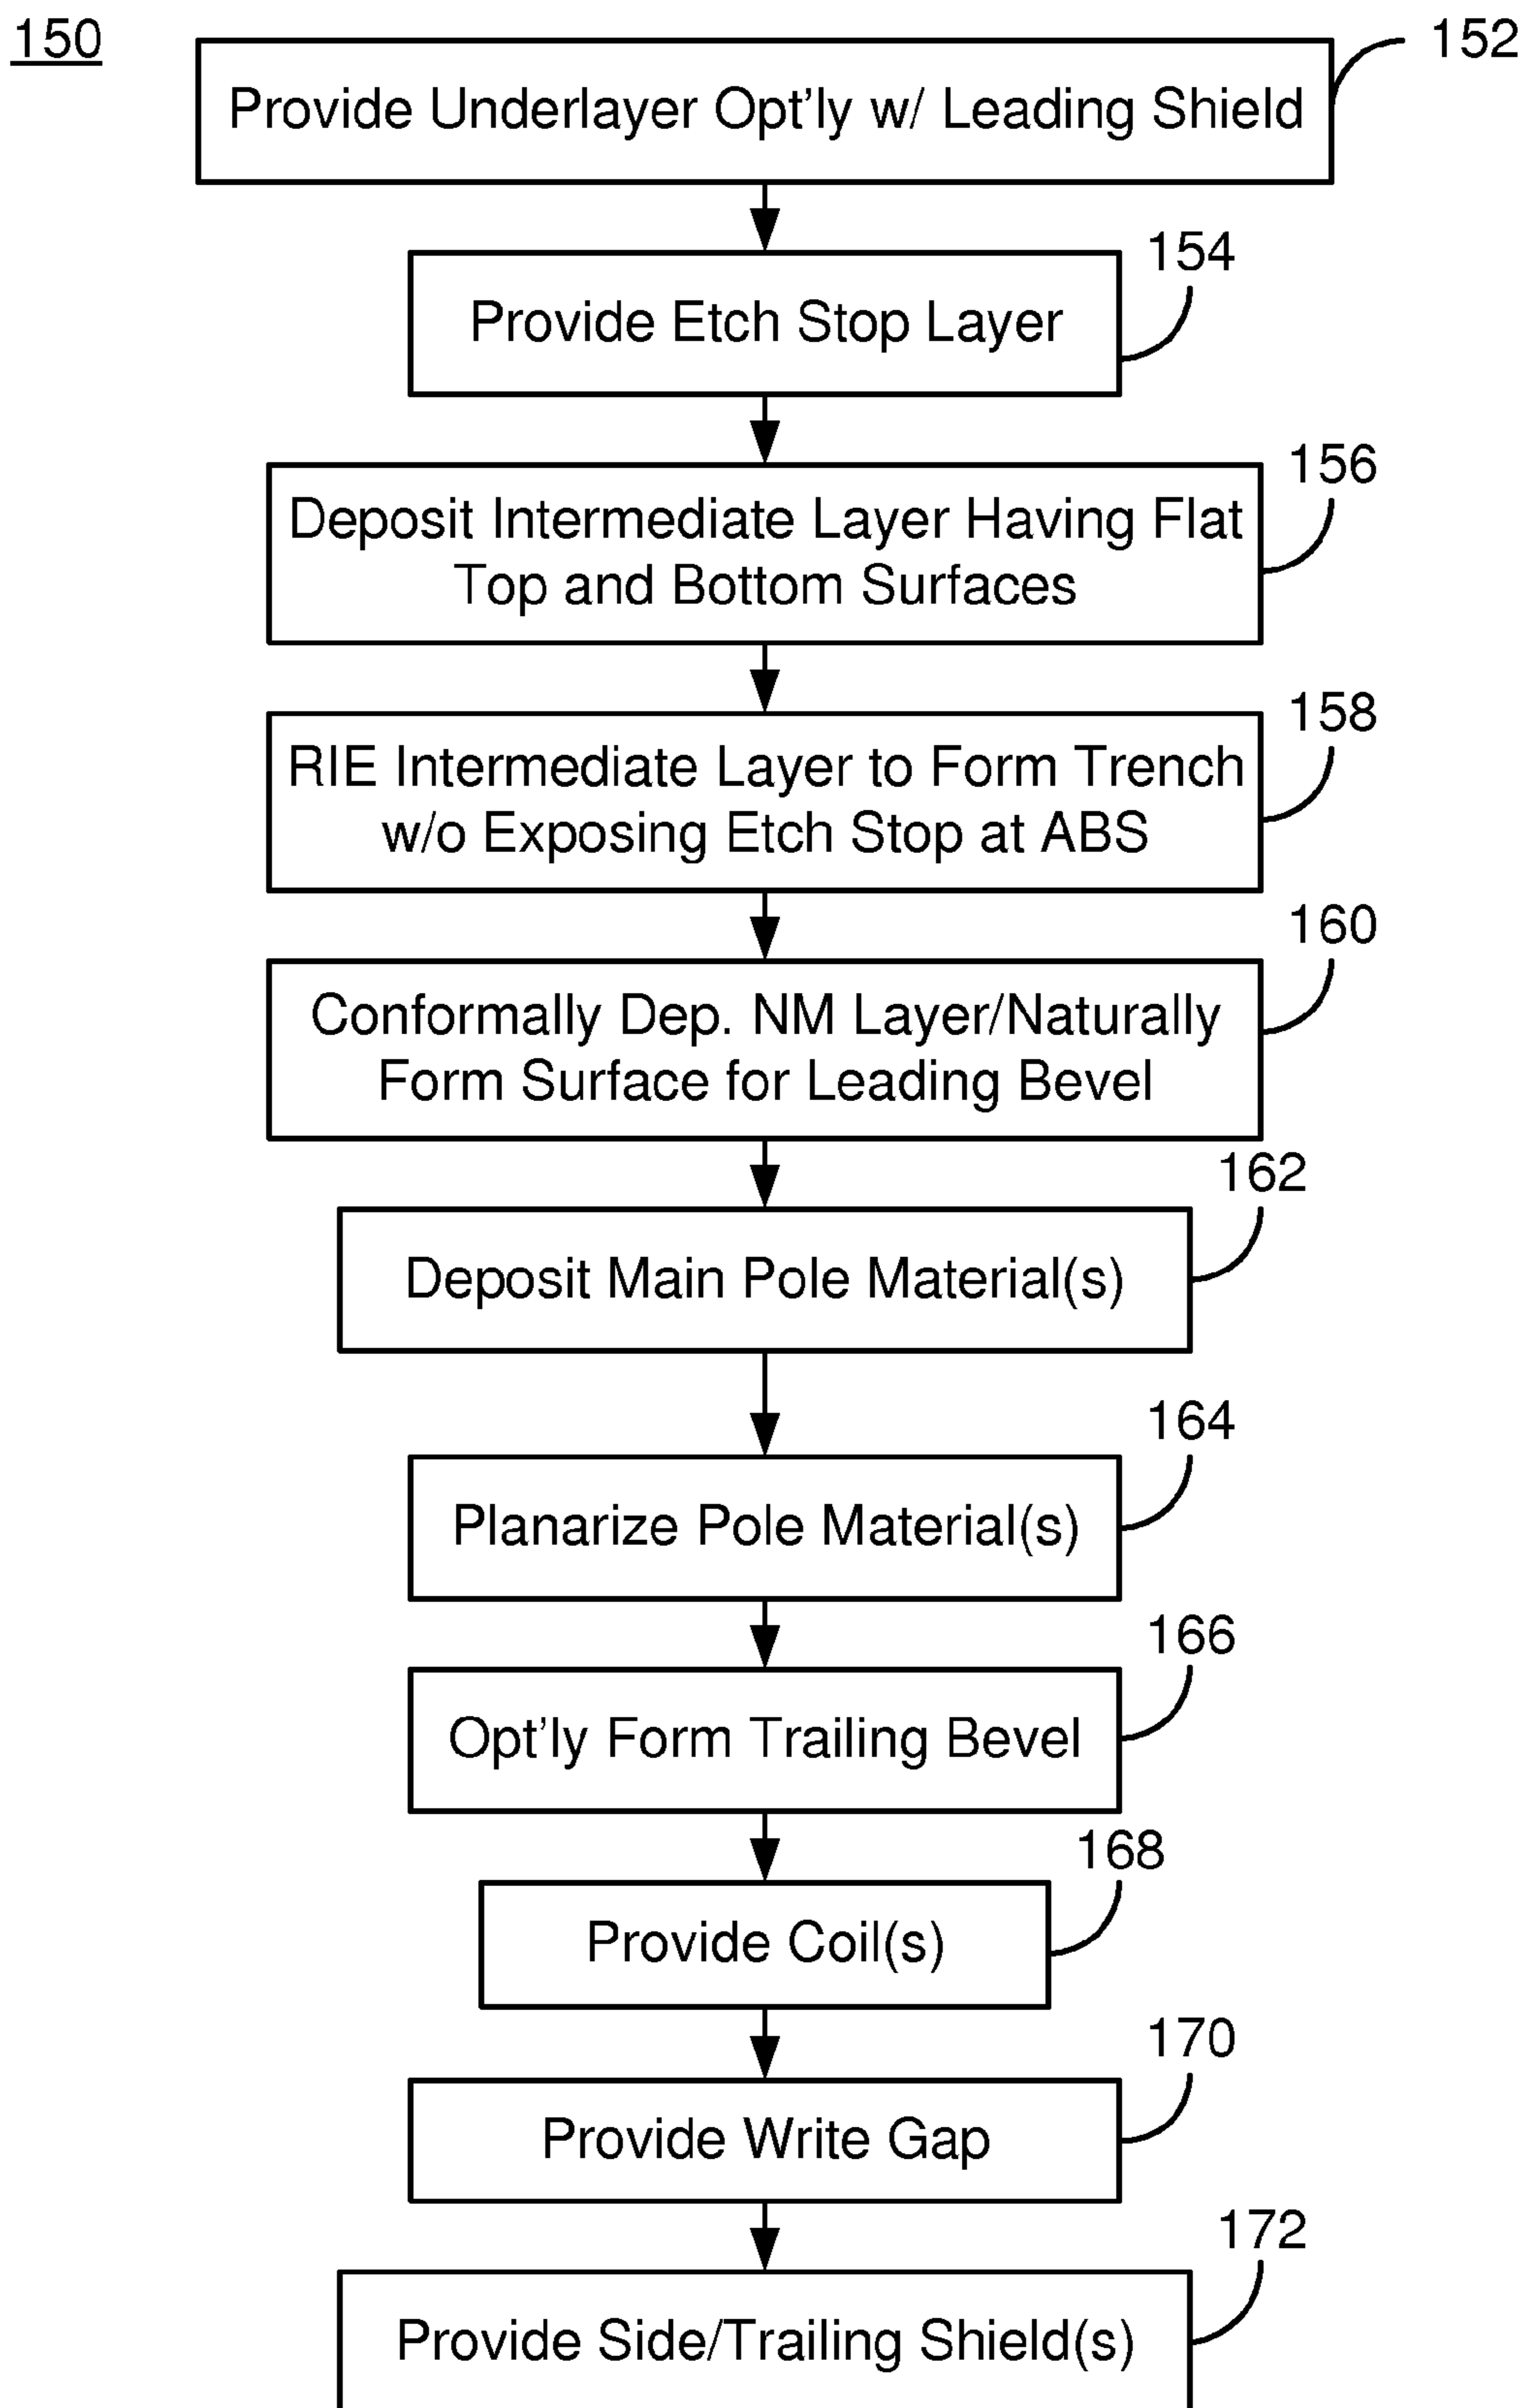 150
152
Provide Underlayer Opt'ly w/ Leading Shield
154
Provide Etch Stop Layer
156
Deposit Intermediate Layer Having Flat
Top and Bottom Surfaces
158
RIE Intermediate Layer to Form Trench
w/o Exposing Etch Stop at ABS
160
Conformally Dep. NM Layer/Naturally
Form Surface for Leading Bevel
162
Deposit Main Pole Material(s)
164
Planarize Pole Material(s)
166
Opt'ly Form Trailing Bevel
168
Provide Coil(s)
170
Provide Write Gap
172
Provide Side/Trailing Shield(s)